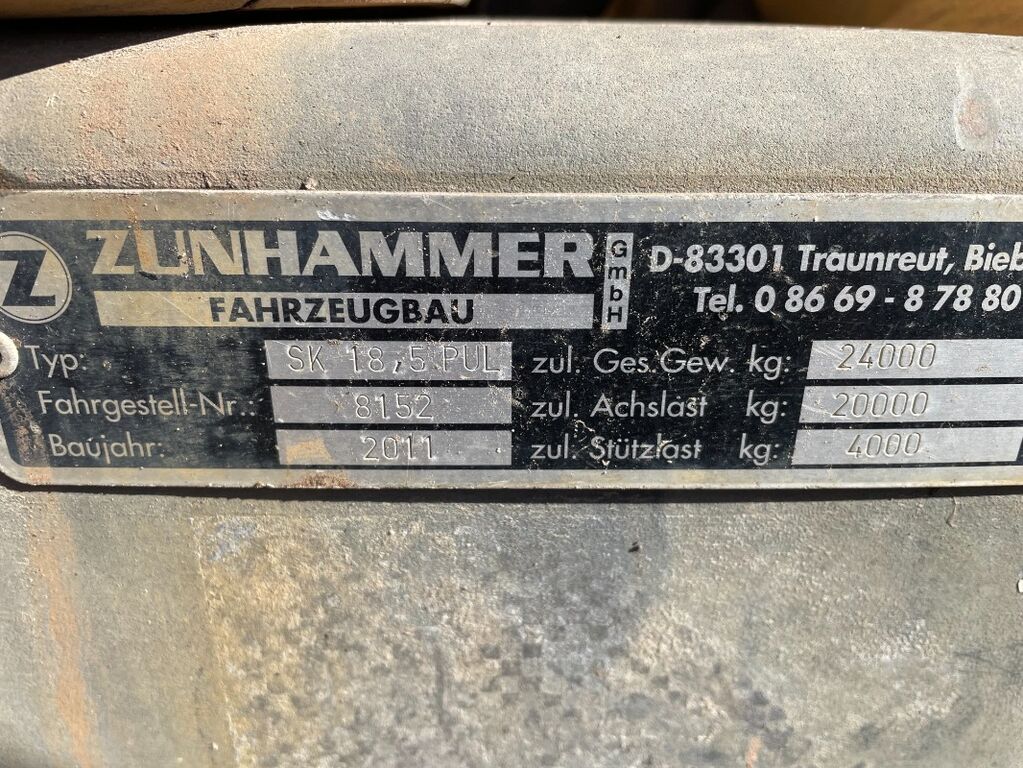 Z ZUNHAMMER GmbH D-83301 Traunreut,
FAHRZEUGBAU Tel. 0 86 69 - 8 78 80
Typ: SK 18,5 PUL zul. Ges.Gew. kg: 24000
Fahrgestell-Nr.: 8152 zul. Achslast kg: 20000
Baujahr: 2011 zul. Stützlast kg: 4000